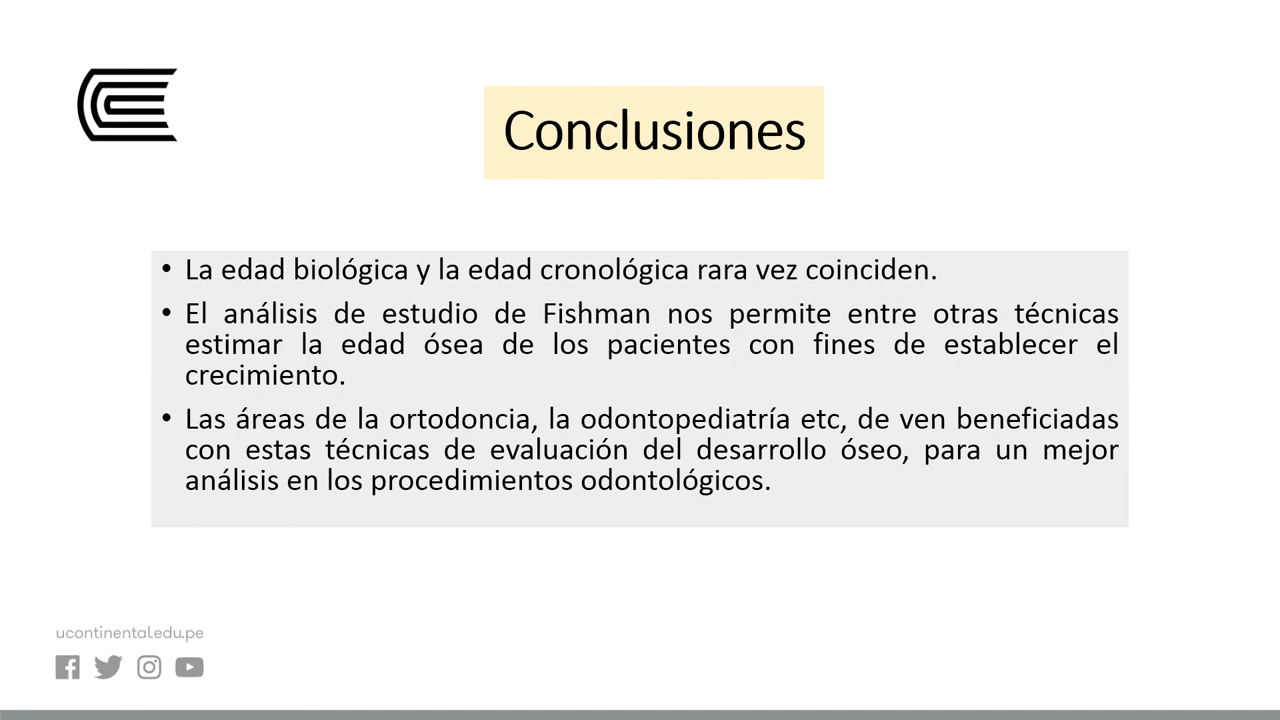 Conclusiones
• La edad biológica y la edad cronológica rara vez coinciden.
• El análisis de estudio de Fishman nos permite entre otras técnicas
estimar la edad ósea de los pacientes con fines de establecer el
crecimiento.
• Las áreas de la ortodoncia, la odontopediatría etc, de ven beneficiadas
con estas técnicas de evaluación del desarrollo óseo, para un mejor
análisis en los procedimientos odontológicos.
ucontinental.edu.pe